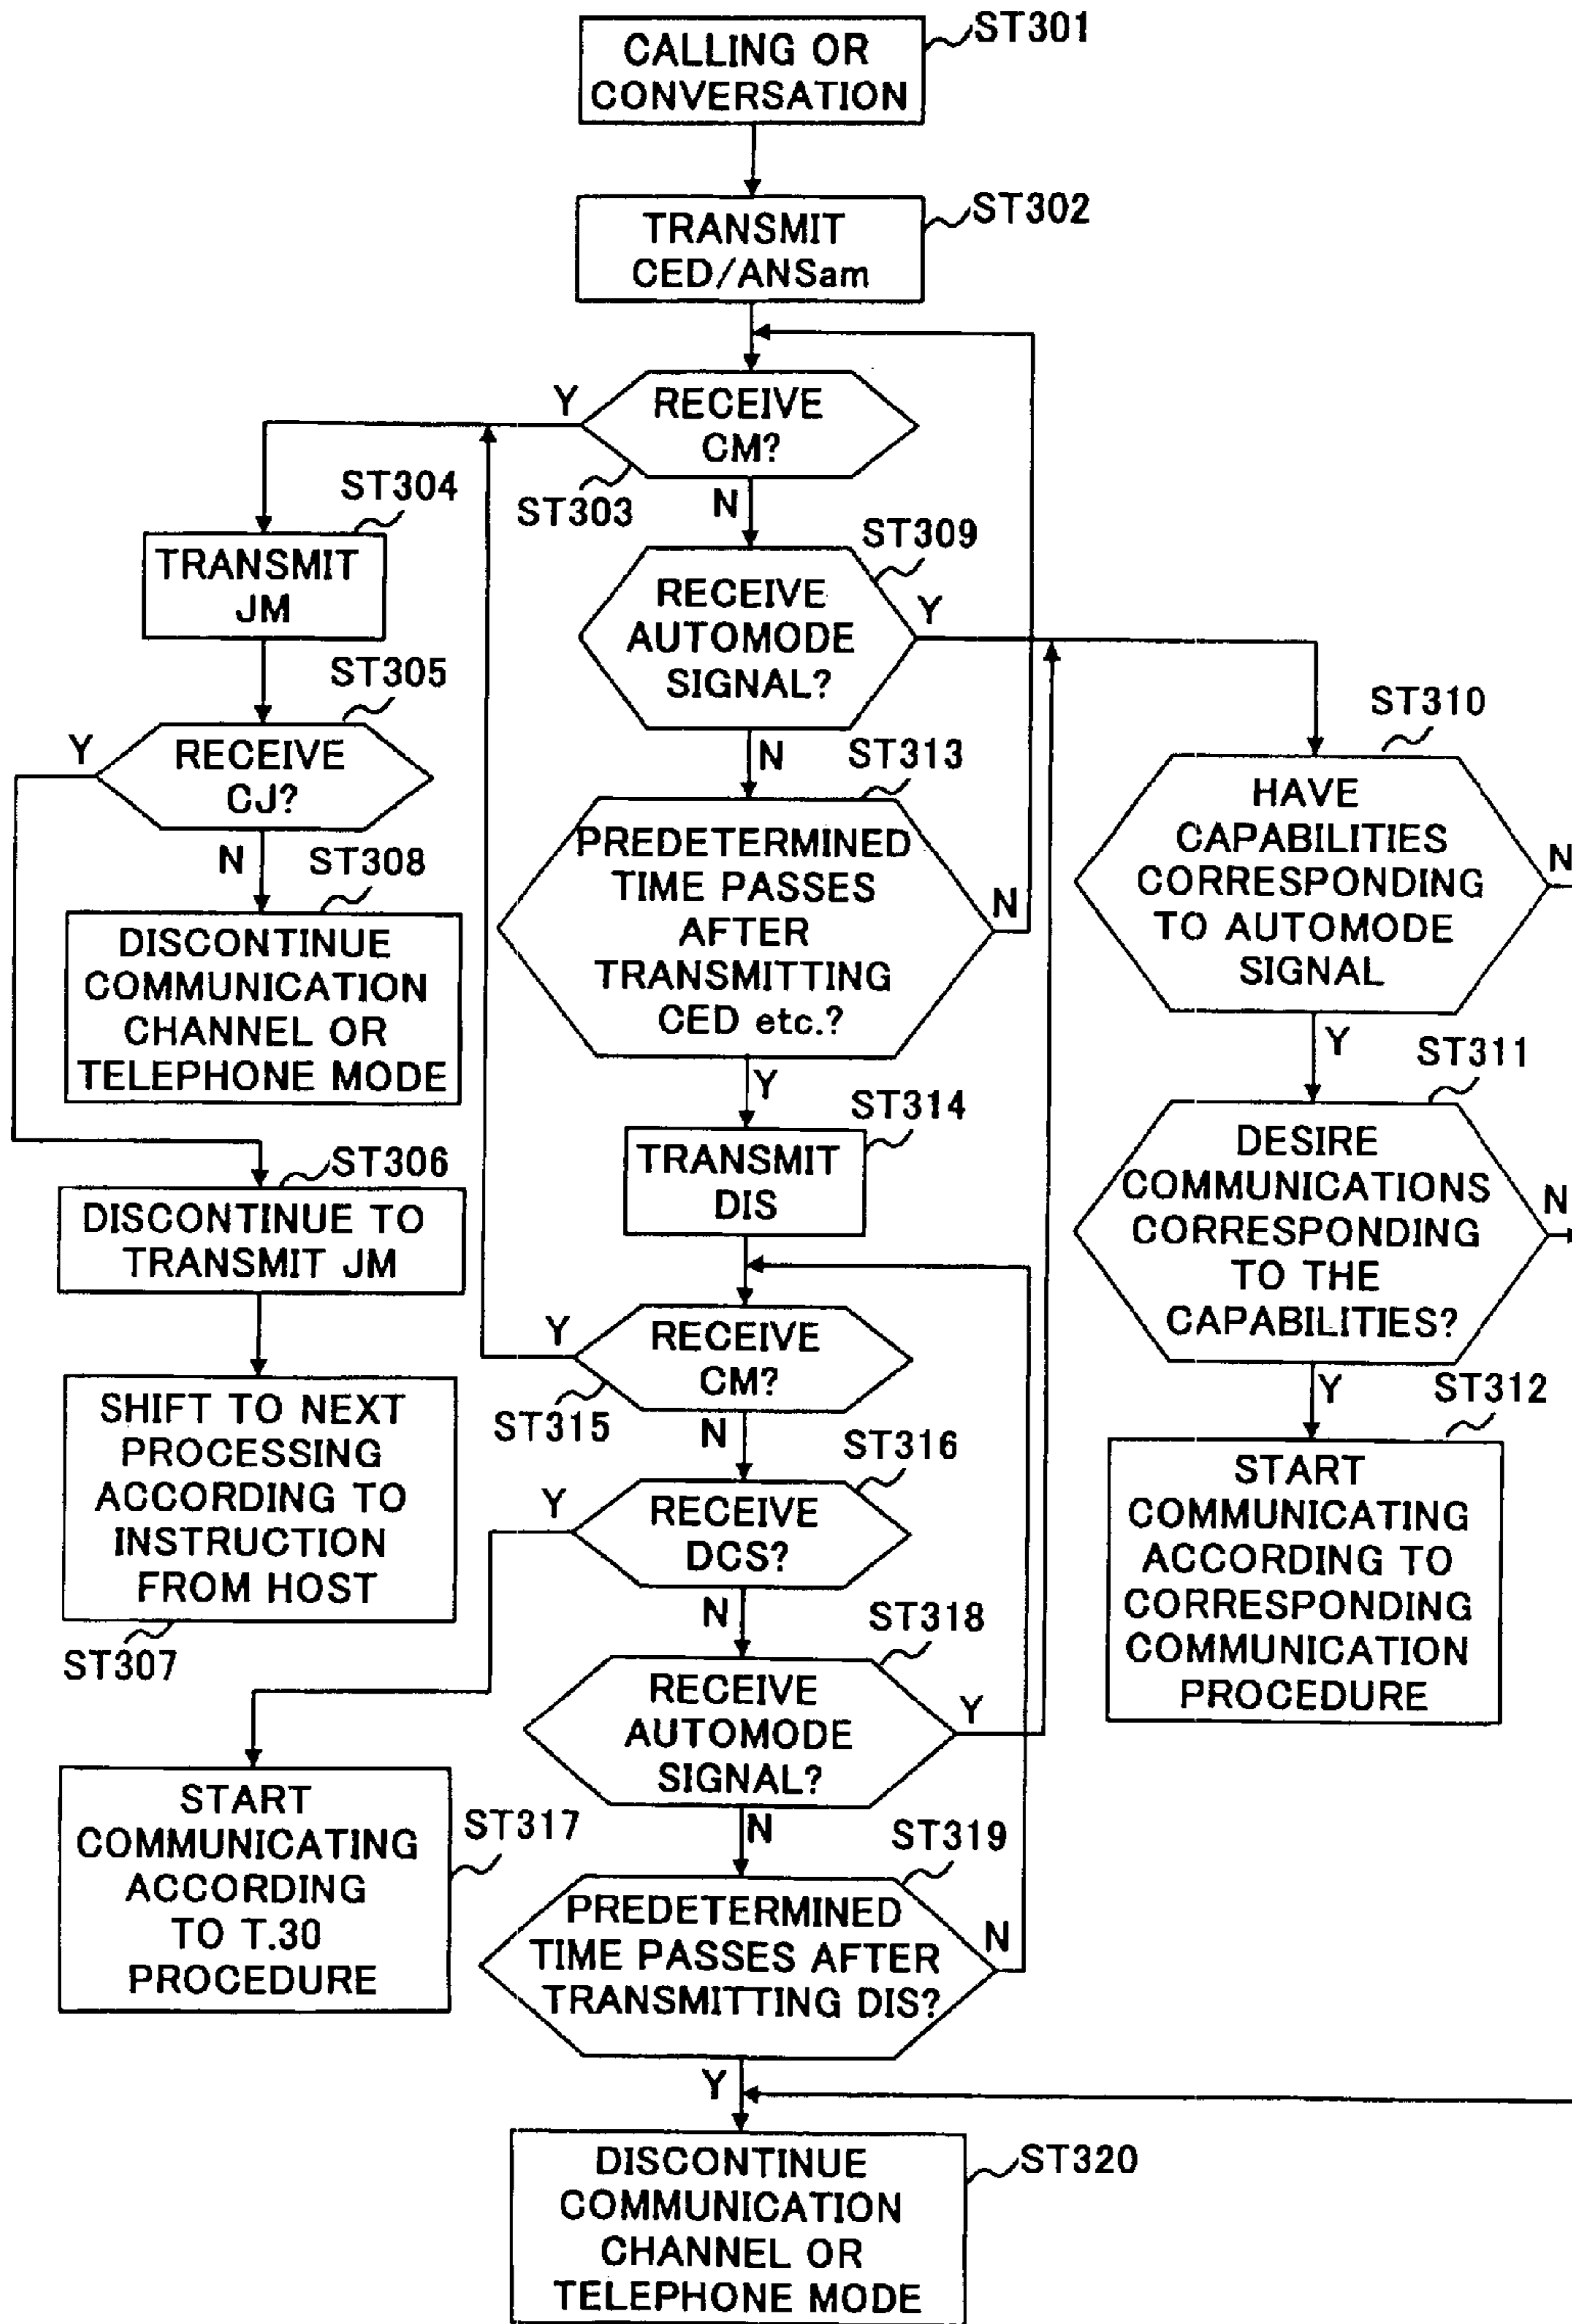 CALLING OR
CONVERSATION
ST301
TRANSMIT
CED/ANSam
ST302
RECEIVE
CM?
Y
N
ST303
ST304
TRANSMIT
JM
ST305
RECEIVE
CJ?
Y
N
ST308
DISCONTINUE
COMMUNICATION
CHANNEL OR
TELEPHONE MODE
ST306
DISCONTINUE TO
TRANSMIT JM
SHIFT TO NEXT
PROCESSING
ACCORDING TO
INSTRUCTION
FROM HOST
ST307
ST309
RECEIVE
AUTOMODE
SIGNAL?
Y
N
ST310
HAVE
CAPABILITIES
CORRESPONDING
TO AUTOMODE
SIGNAL
N
Y
ST311
DESIRE
COMMUNICATIONS
CORRESPONDING
TO THE
CAPABILITIES?
N
Y
ST312
START
COMMUNICATING
ACCORDING TO
CORRESPONDING
COMMUNICATION
PROCEDURE
ST313
PREDETERMINED
TIME PASSES
AFTER
TRANSMITTING
CED etc.?
N
Y
ST314
TRANSMIT
DIS
RECEIVE
CM?
Y
N
ST315
ST316
RECEIVE
DCS?
Y
N
START
COMMUNICATING
ACCORDING
TO T.30
PROCEDURE
ST317
ST318
RECEIVE
AUTOMODE
SIGNAL?
Y
N
ST319
PREDETERMINED
TIME PASSES AFTER
TRANSMITTING DIS?
N
Y
DISCONTINUE
COMMUNICATION
CHANNEL OR
TELEPHONE MODE
ST320